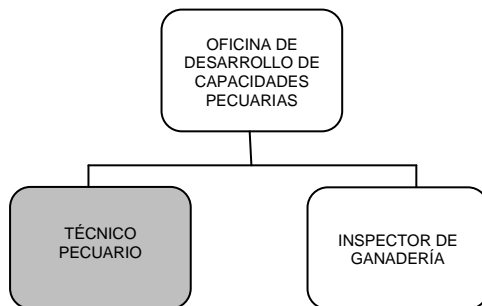 OFICINA DE
DESARROLLO DE
CAPACIDADES
PECUARIAS
TÉCNICO
PECUARIO
INSPECTOR DE
GANADERÍA